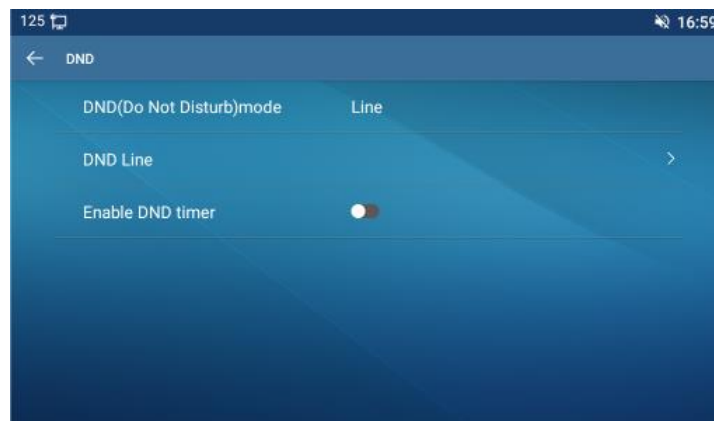 125 16:59
DND
DND(Do Not Disturb)mode Line
DND Line
Enable DND timer